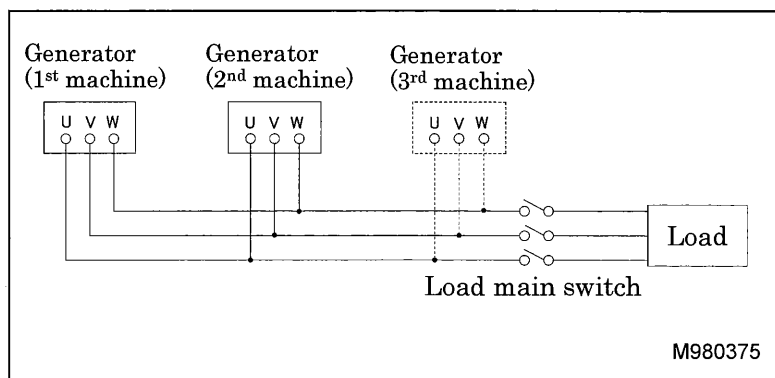 Generator
(1st machine)
Generator
(2nd machine)
Generator
(3rd machine)
U V W
U V W
U V W
Load
Load main switch
M980375